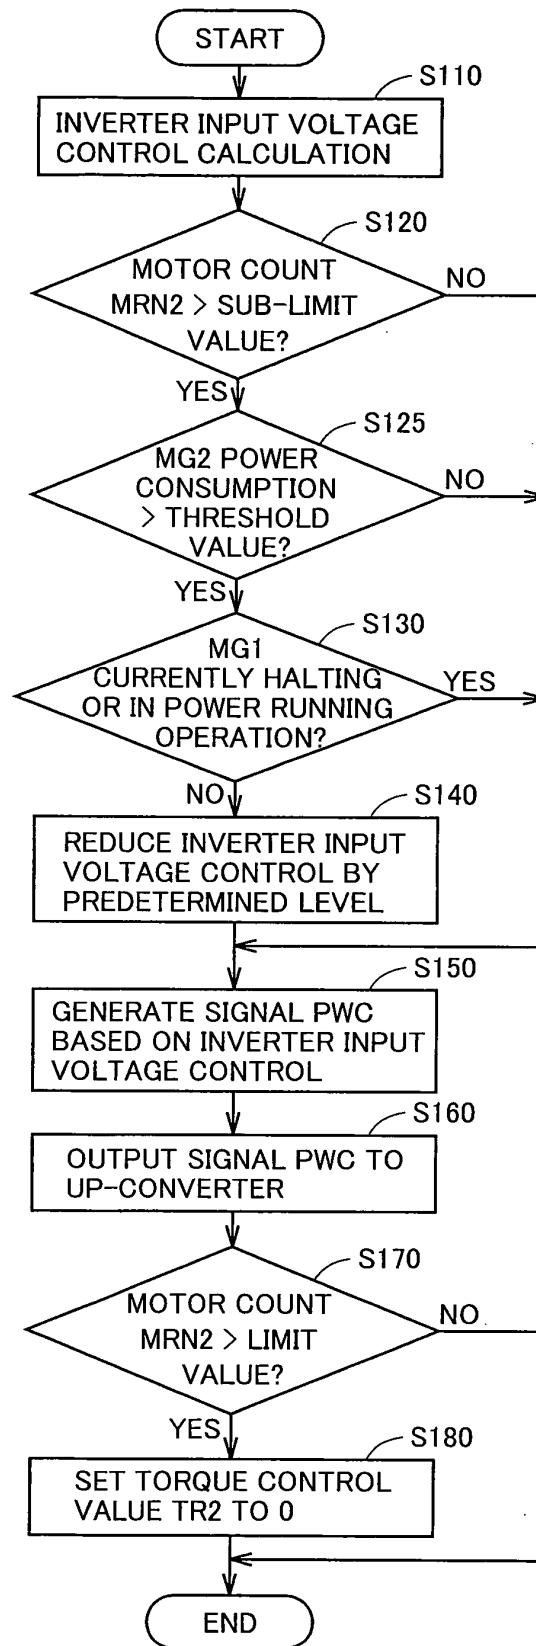 START
S110
INVERTER INPUT VOLTAGE
CONTROL CALCULATION
S120
MOTOR COUNT
MRN2 > SUB-LIMIT
VALUE?
NO
YES
S125
MG2 POWER
CONSUMPTION
> THRESHOLD
VALUE?
NO
YES
S130
MG1
CURRENTLY HALTING
OR IN POWER RUNNING
OPERATION?
YES
NO
S140
REDUCE INVERTER INPUT
VOLTAGE CONTROL BY
PREDETERMINED LEVEL
S150
GENERATE SIGNAL PWC
BASED ON INVERTER INPUT
VOLTAGE CONTROL
S160
OUTPUT SIGNAL PWC TO
UP-CONVERTER
S170
MOTOR COUNT
MRN2 > LIMIT
VALUE?
NO
YES
S180
SET TORQUE CONTROL
VALUE TR2 TO 0
END